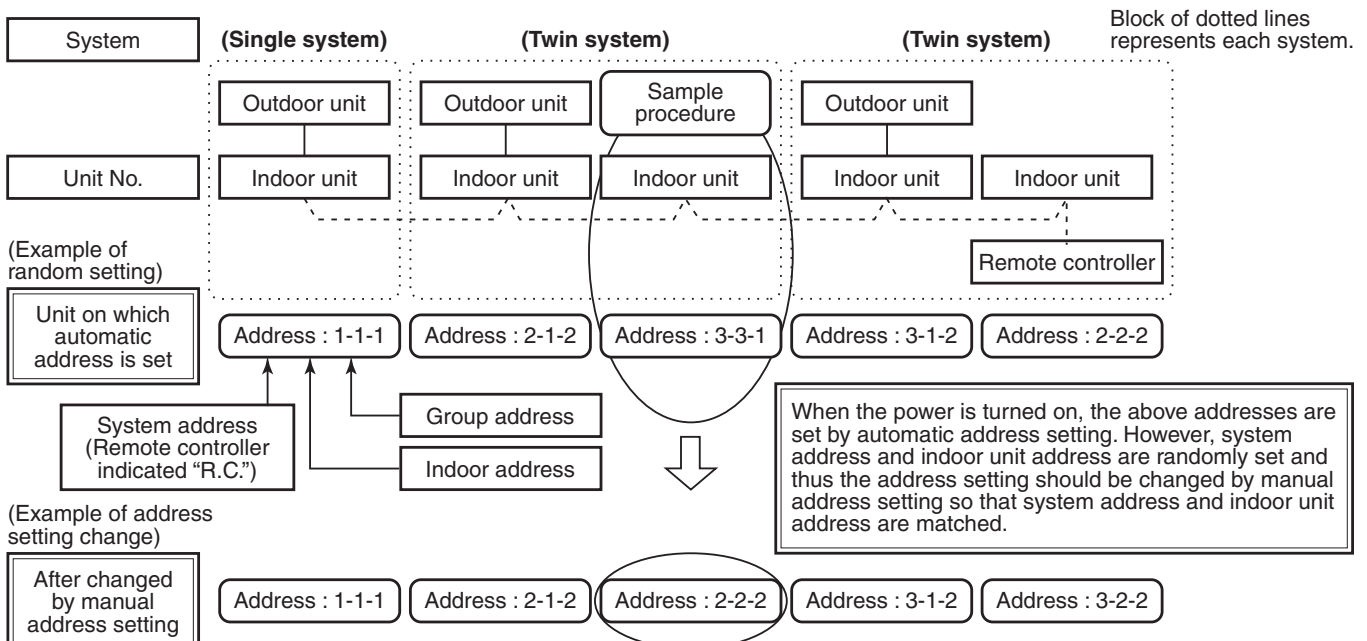 System
(Single system)
(Twin system)
(Twin system)
Block of dotted lines
represents each system.
Outdoor unit
Outdoor unit
Sample
procedure
Outdoor unit
Unit No.
Indoor unit
Indoor unit
Indoor unit
Indoor unit
Indoor unit
Remote controller
(Example of
random setting)
Unit on which
automatic
address is set
Address : 1-1-1
Address : 2-1-2
Address : 3-3-1
Address : 3-1-2
Address : 2-2-2
System address
(Remote controller
indicated “R.C.”)
Group address
Indoor address
When the power is turned on, the above addresses are
set by automatic address setting. However, system
address and indoor unit address are randomly set and
thus the address setting should be changed by manual
address setting so that system address and indoor unit
address are matched.
(Example of address
setting change)
After changed
by manual
address setting
Address : 1-1-1
Address : 2-1-2
Address : 2-2-2
Address : 3-1-2
Address : 3-2-2